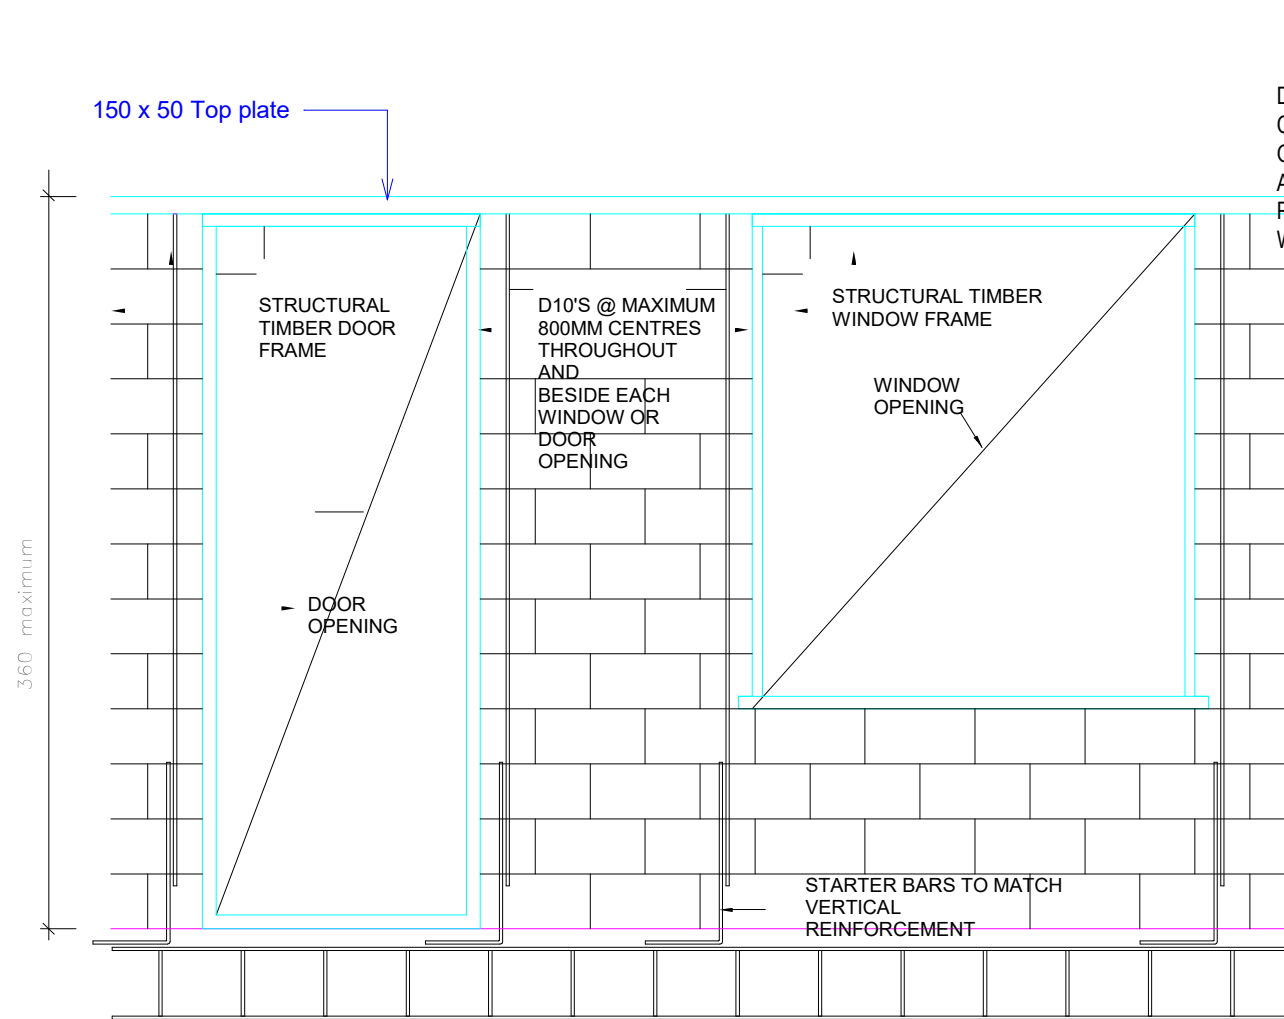 150 x 50 Top plate
D
C
C
A
F
W
STRUCTURAL
TIMBER DOOR
FRAME
D10'S @ MAXIMUM
800MM CENTRES
THROUGHOUT
AND
BESIDE EACH
WINDOW OR
DOOR
OPENING
STRUCTURAL TIMBER
WINDOW FRAME
WINDOW
OPENING
360 maximum
DOOR
OPENING
STARTER BARS TO MATCH
VERTICAL
REINFORCEMENT